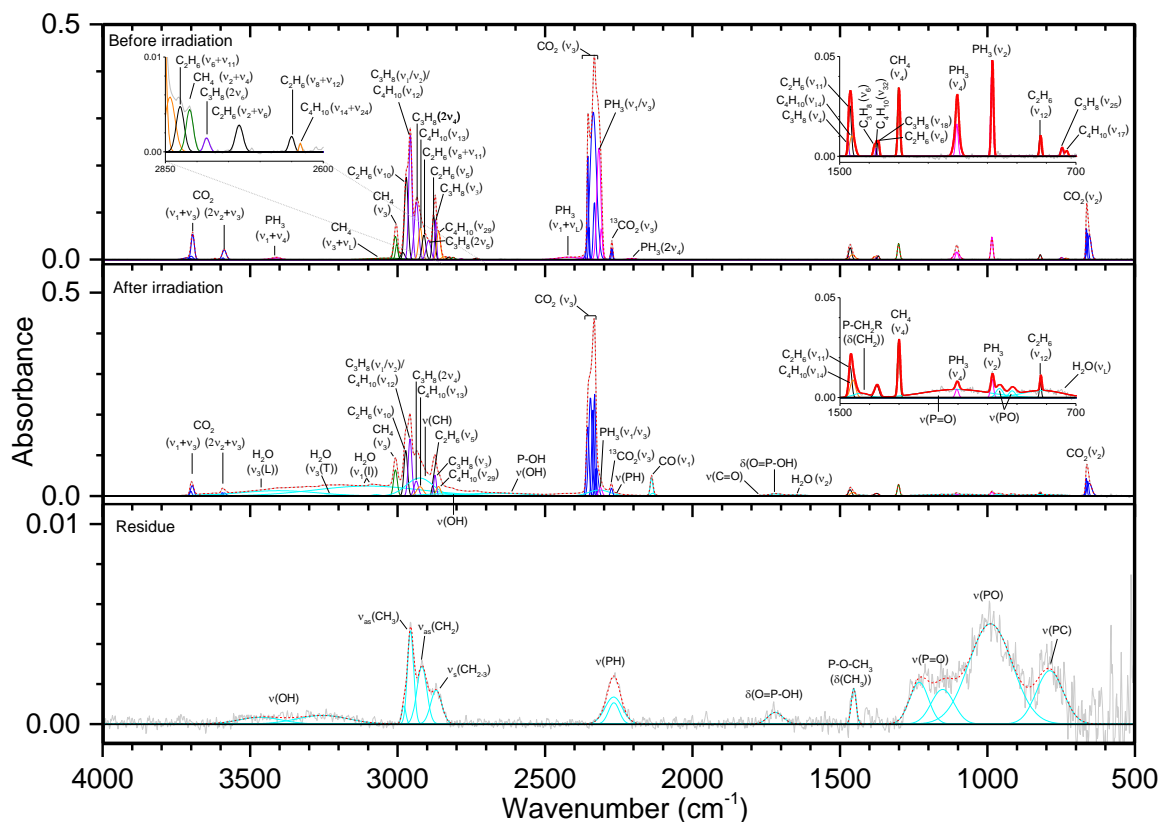 Absorbance
0.5
Before irradiation
0.0
0.01
0.00
2850
2600
C₂H₆(ν₆+ν₁₁)
CH₄ (ν₂+ν₄)
C₃H₈(2ν₆)
C₂H₆(ν₂+ν₆)
C₂H₆(ν₈+ν₁₂)
C₄H₁₀(ν₁₄+ν₂₄)
CO₂
(ν₁+ν₃) (2ν₂+ν₃)
PH₃
(ν₁+ν₄)
CH₄
(ν₃+ν_L)
CH₄
(ν₃)
C₂H₆(ν₁₀)
C₃H₈(ν₁/ν₂)/
C₄H₁₀(ν₁₂)
C₃H₈(2ν₄)
C₄H₁₀(ν₁₃)
C₂H₆(ν₈+ν₁₁)
C₂H₆(ν₅)
C₃H₈(ν₃)
C₄H₁₀(ν₂₉)
C₃H₈(2ν₅)
CO₂ (ν₃)
PH₃(ν₁/ν₃)
PH₃
(ν₁+ν_L)
¹³CO₂(ν₃)
PH₃(2ν₄)
CO₂(ν₂)
0.05
0.00
1500
700
C₂H₆(ν₁₁)
C₄H₁₀(ν₁₄)
C₃H₈(ν₄)
C₃H₈(ν₆)
C₄H₁₀(ν₃₂)
CH₄
(ν₄)
C₃H₈(ν₁₈)
C₂H₆(ν₆)
PH₃
(ν₄)
PH₃(ν₂)
C₂H₆
(ν₁₂)
C₃H₈(ν₂₅)
C₄H₁₀(ν₁₇)
0.5
After irradiation
0.0
CO₂
(ν₁+ν₃) (2ν₂+ν₃)
H₂O
(ν₃(L))
H₂O
(ν₃(T))
H₂O
(ν₁(I))
CH₄
(ν₃)
C₂H₆(ν₁₀)
C₃H₈(ν₁/ν₂)/
C₄H₁₀(ν₁₂)
C₃H₈(2ν₄)
C₄H₁₀(ν₁₃)
ν(CH)
C₂H₆(ν₅)
C₃H₈(ν₃)
C₄H₁₀(ν₂₉)
ν(OH)
P-OH
ν(OH)
CO₂ (ν₃)
PH₃(ν₁/ν₃)
¹³CO₂(ν₃)
ν(PH)
CO(ν₁)
ν(C=O)
δ(O=P-OH)
H₂O (ν₂)
CO₂(ν₂)
0.05
0.00
1500
700
P-CH₂R
(δ(CH₂))
C₂H₆(ν₁₁)
C₄H₁₀(ν₁₄)
CH₄
(ν₄)
ν(P=O)
PH₃
(ν₄)
PH₃
(ν₂)
ν(PO)
C₂H₆
(ν₁₂)
H₂O(ν_L)
0.01
Residue
0.00
ν(OH)
ν_as(CH₃)
ν_as(CH₂)
ν_s(CH₂₋₃)
ν(PH)
δ(O=P-OH)
P-O-CH₃
(δ(CH₃))
ν(P=O)
ν(PO)
ν(PC)
4000 3500 3000 2500 2000 1500 1000 500
Wavenumber (cm⁻¹)